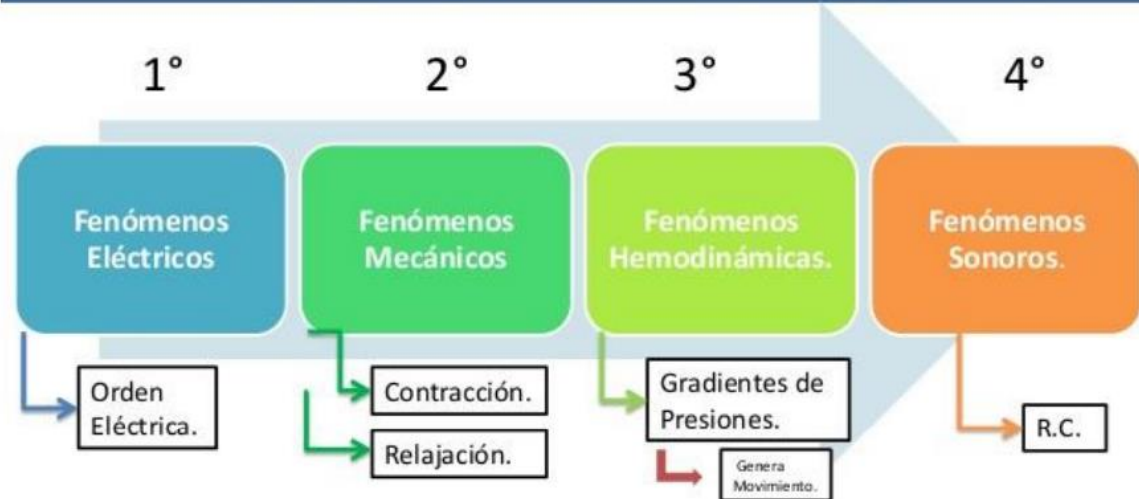 1°
2°
3°
4°
Fenómenos
Eléctricos
Fenómenos
Mecánicos
Fenómenos
Hemodinámicas.
Fenómenos
Sonoros.
Orden
Eléctrica.
Contracción.
Relajación.
Gradientes de
Presiones.
Genera
Movimiento.
R.C.